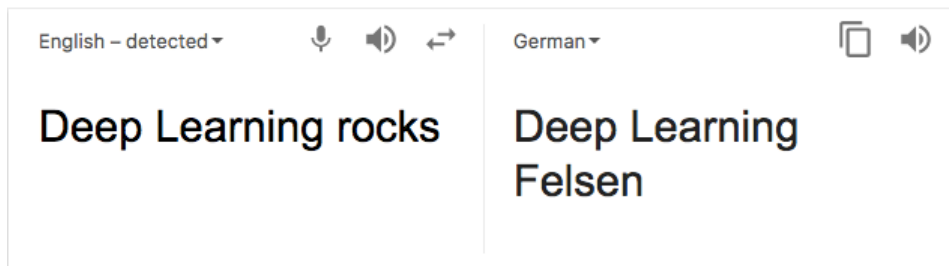 English – detected
German
Deep Learning rocks
Deep Learning
Felsen